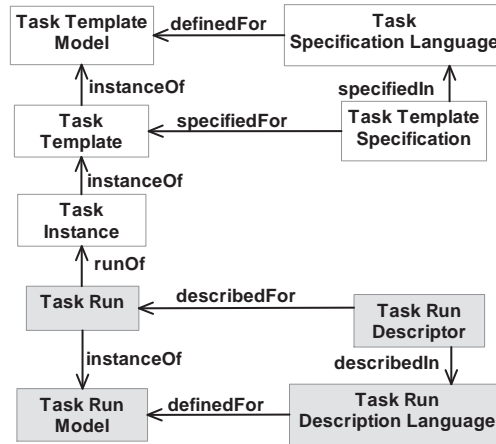 Task Template
Model
definedFor
Task
Specification Language
instanceOf
specifiedIn
Task
Template
specifiedFor
Task Template
Specification
instanceOf
Task
Instance
runOf
Task Run
describedFor
Task Run
Descriptor
instanceOf
describedIn
Task Run
Model
definedFor
Task Run
Description Language